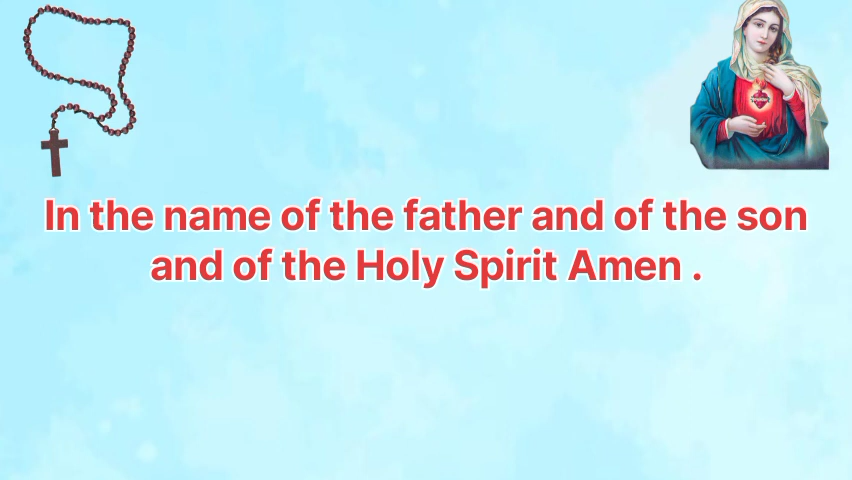 In the name of the father and of the son
and of the Holy Spirit Amen .